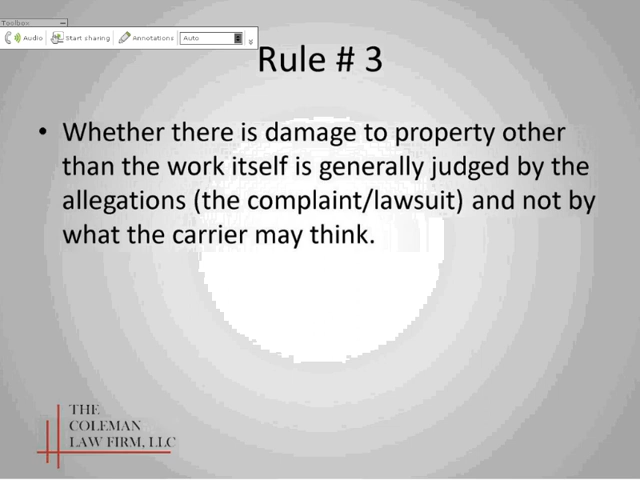 Toolbox
Audio
Start sharing
Annotations
Auto
Rule # 3
• Whether there is damage to property other
than the work itself is generally judged by the
allegations (the complaint/lawsuit) and not by
what the carrier may think.
THE
COLEMAN
LAW FIRM, LLC